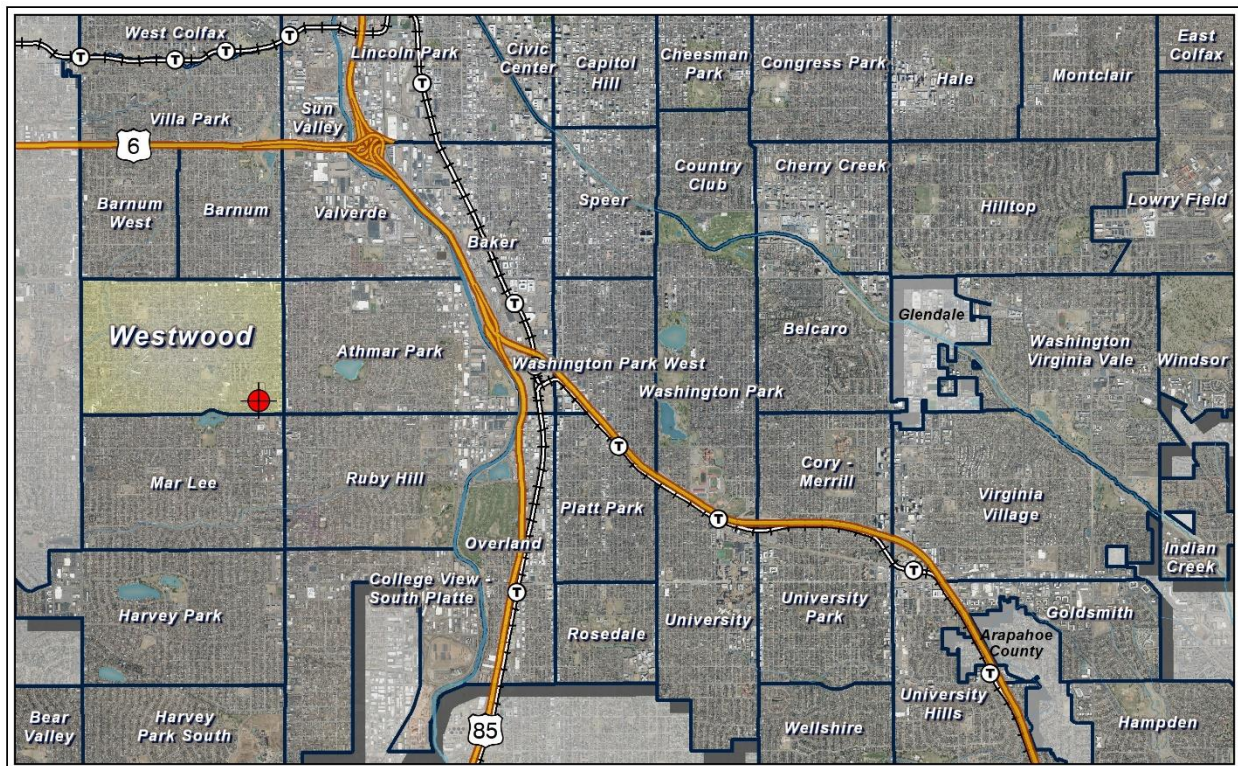 West Colfax
T
T
T
T
Lincoln Park
T
Civic
Center
Capitol
Hill
Cheesman
Park
Congress Park
Hale
Montclair
East
Colfax
Villa Park
Sun
Valley
6
Barnum
West
Barnum
Valverde
Baker
Speer
Country
Club
Cherry Creek
Hilltop
Lowry Field
Westwood
Athmar Park
T
Washington Park West
Washington Park
Belcaro
Glendale
Washington
Virginia Vale
Windsor
Mar Lee
Ruby Hill
Overland
T
Platt Park
T
Cory -
Merrill
Virginia
Village
T
Indian
Creek
Harvey Park
College View -
South Platte
T
Rosedale
University
University
Park
Goldsmith
Arapahoe
County
T
Bear
Valley
Harvey
Park South
85
Wellshire
University
Hills
Hampden